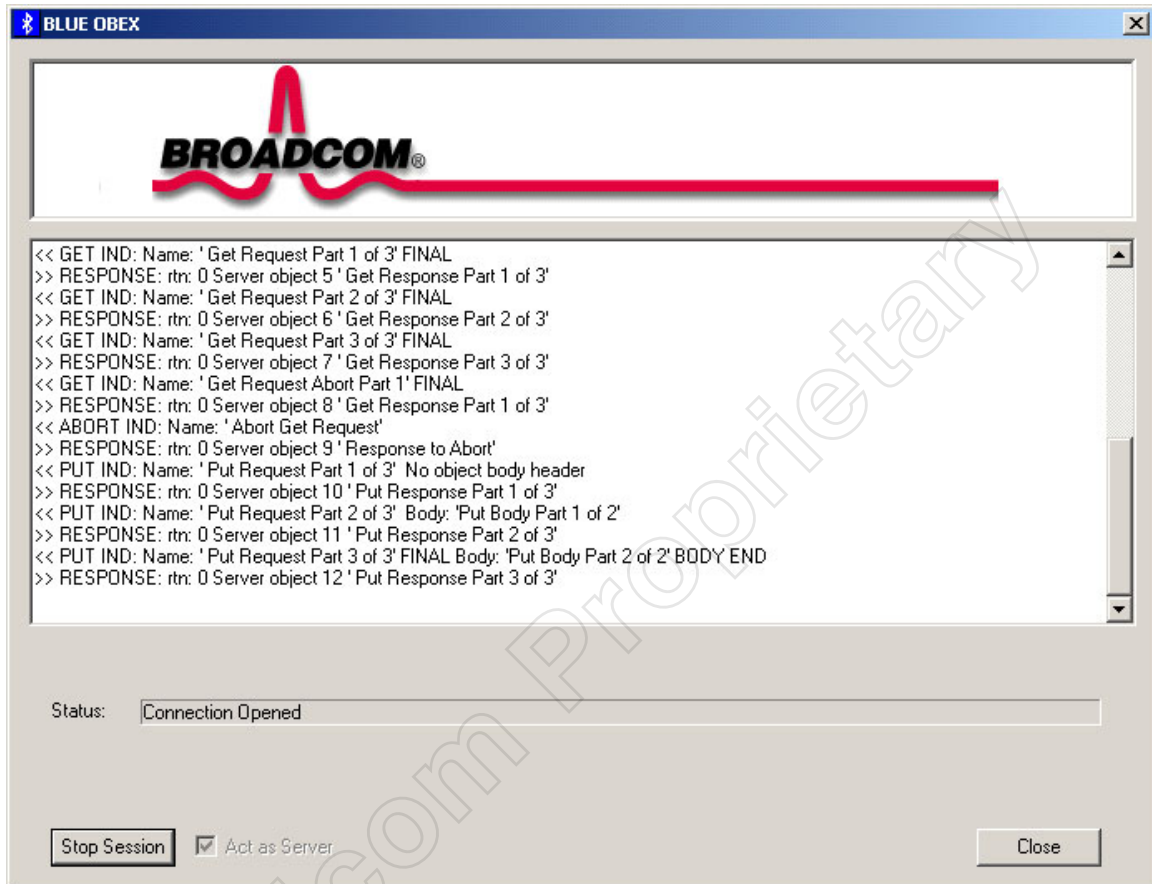 BLUE OBEX
BROADCOM®
<< GET IND: Name: ' Get Request Part 1 of 3' FINAL
>> RESPONSE: rtn: 0 Server object 5 ' Get Response Part 1 of 3'
<< GET IND: Name: ' Get Request Part 2 of 3' FINAL
>> RESPONSE: rtn: 0 Server object 6 ' Get Response Part 2 of 3'
<< GET IND: Name: ' Get Request Part 3 of 3' FINAL
>> RESPONSE: rtn: 0 Server object 7 ' Get Response Part 3 of 3'
<< GET IND: Name: ' Get Request Abort Part 1' FINAL
>> RESPONSE: rtn: 0 Server object 8 ' Get Response Part 1 of 3'
<< ABORT IND: Name: ' Abort Get Request'
>> RESPONSE: rtn: 0 Server object 9 ' Response to Abort'
<< PUT IND: Name: ' Put Request Part 1 of 3'  No object body header
>> RESPONSE: rtn: 0 Server object 10 ' Put Response Part 1 of 3'
<< PUT IND: Name: ' Put Request Part 2 of 3'  Body: 'Put Body Part 1 of 2'
>> RESPONSE: rtn: 0 Server object 11 ' Put Response Part 2 of 3'
<< PUT IND: Name: ' Put Request Part 3 of 3' FINAL Body: 'Put Body Part 2 of 2' BODY END
>> RESPONSE: rtn: 0 Server object 12 ' Put Response Part 3 of 3'
Status: Connection Opened
Stop Session Act as Server Close
com Proprietary